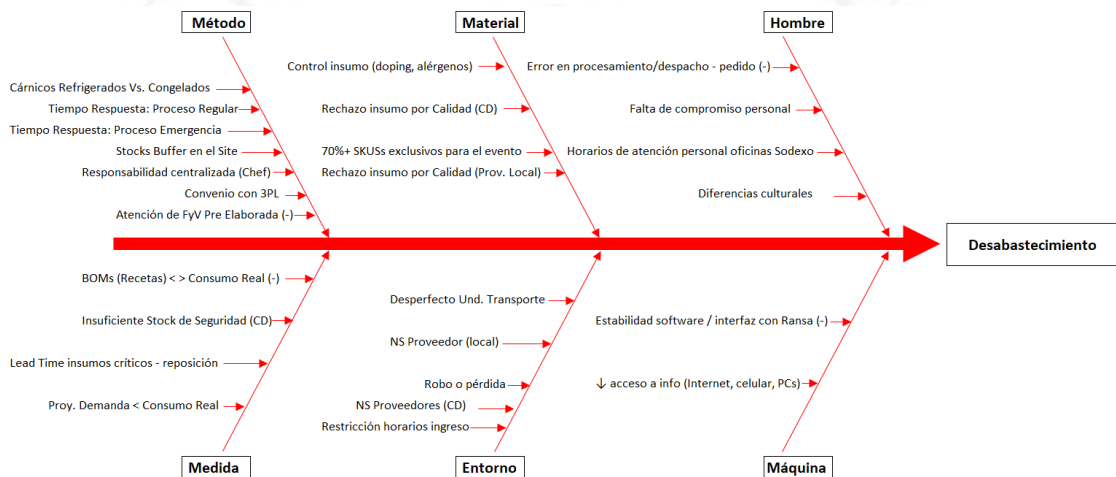 Método
Material
Hombre
Control insumo (doping, alérgenos)
Error en procesamiento/despacho - pedido (-)
Cárnicos Refrigerados Vs. Congelados
Tiempo Respuesta: Proceso Regular
Rechazo insumo por Calidad (CD)
Falta de compromiso personal
Tiempo Respuesta: Proceso Emergencia
Stocks Buffer en el Site
70%+ SKUSs exclusivos para el evento
Horarios de atención personal oficinas Sodexo
Responsabilidad centralizada (Chef)
Rechazo insumo por Calidad (Prov. Local)
Convenio con 3PL
Diferencias culturales
Atención de FyV Pre Elaborada (-)
Desabastecimiento
BOMs (Recetas) < > Consumo Real (-)
Desperfecto Und. Transporte
Insuficiente Stock de Seguridad (CD)
Estabilidad software / interfaz con Ransa (-)
NS Proveedor (local)
Lead Time insumos críticos - reposición
Robo o pérdida
↓ acceso a info (Internet, celular, PCs)
Proy. Demanda < Consumo Real
NS Proveedores (CD)
Restricción horarios ingreso
Medida
Entorno
Máquina